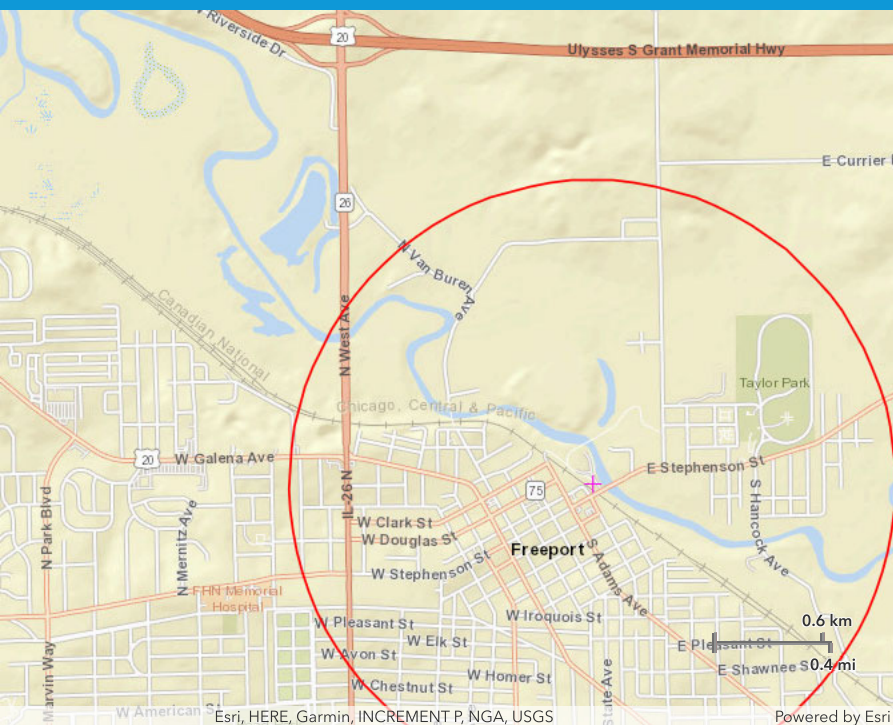 W Riverside Dr
20
Ulysses S Grant Memorial Hwy
E Currier
26
N Van Buren Ave
Canadian National
N West Ave
Taylor Park
Chicago, Central & Pacific
20
W Galena Ave
E Stephenson St
75
IL-26 N
N Park Blvd
N Mernitz Ave
S Hancock Ave
W Clark St
W Douglas St
Freeport
W Stephenson St
S Adams Ave
FRN Memorial
Hospital
W Iroquois St
W Pleasant St
0.6 km
W Elk St
E Pleasant St
Marvin Way
W Avon St
E Shawnee S
0.4 mi
W Homer St
State Ave
W Chestnut St
W American St
Esri, HERE, Garmin, INCREMENT P, NGA, USGS
Powered by Esr